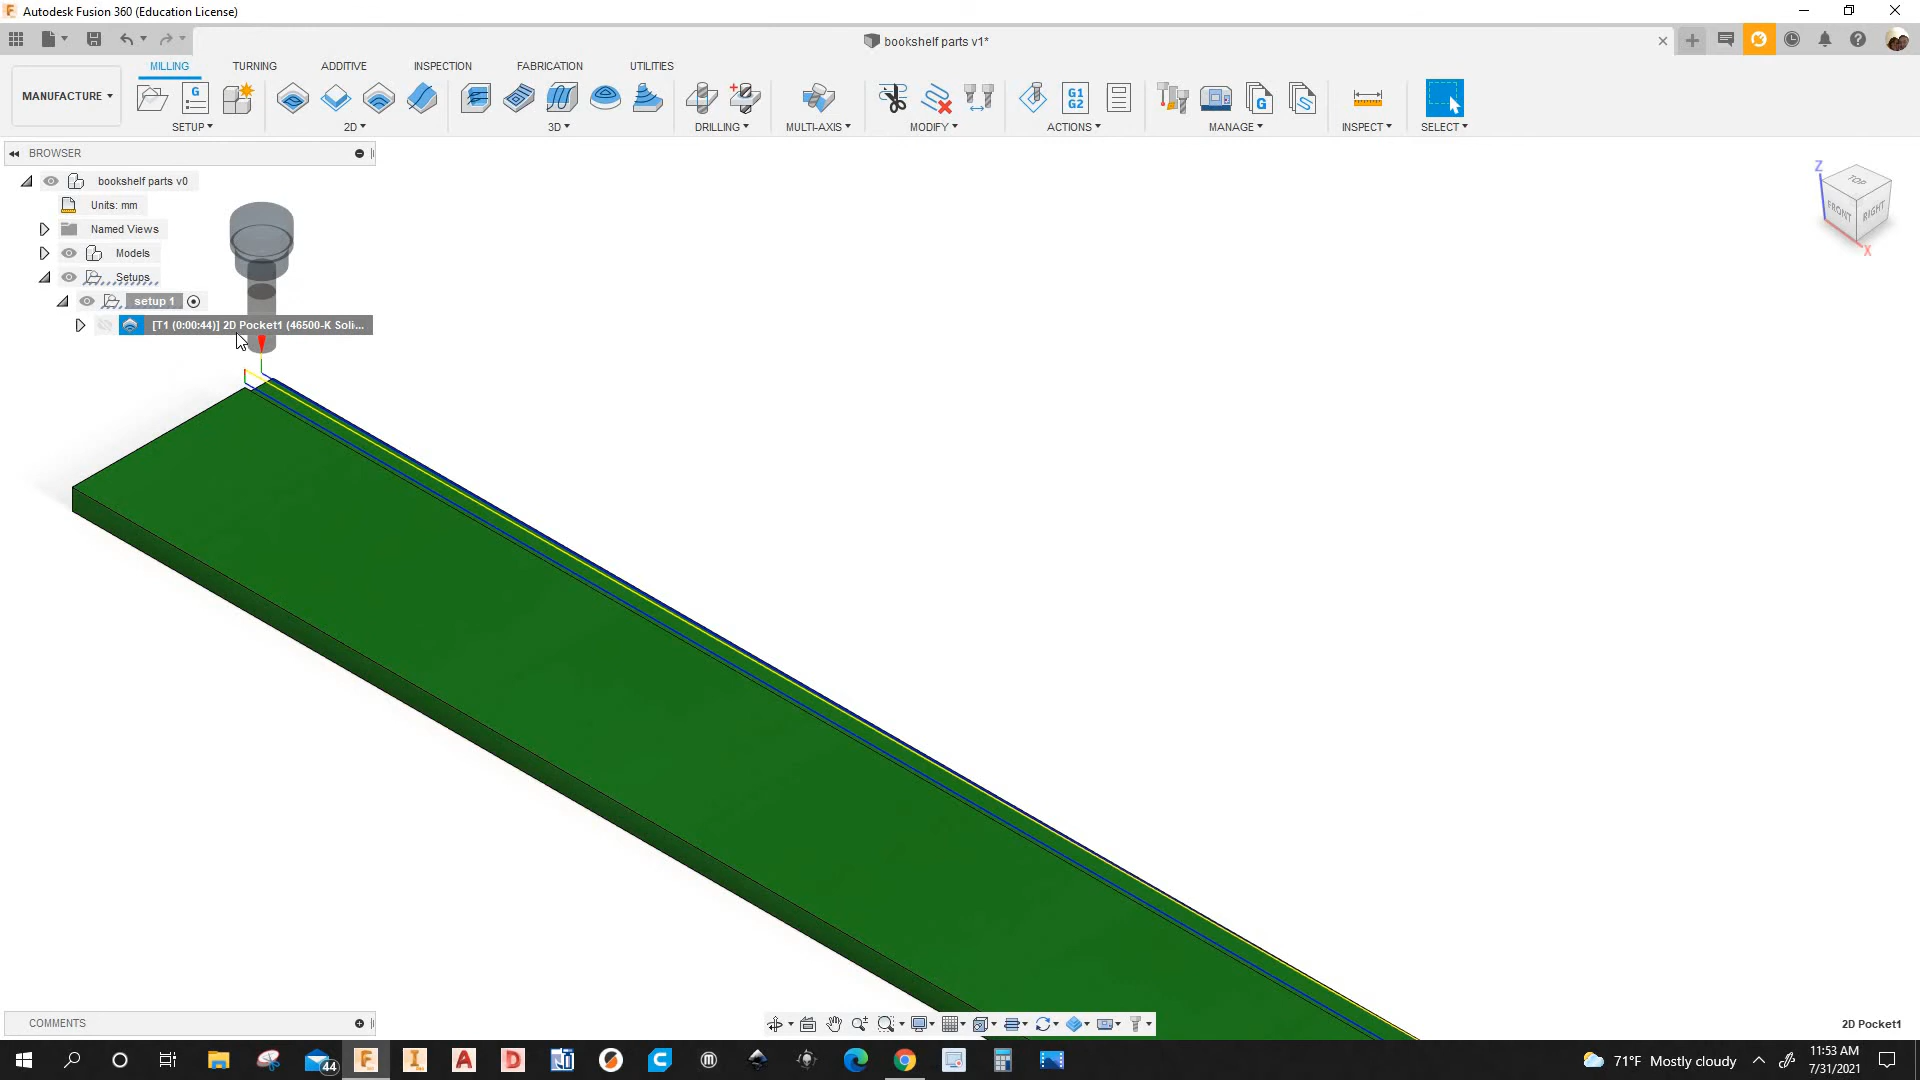 Autodesk Fusion 360 (Education License)
bookshelf parts v1*
MILLING TURNING ADDITIVE INSPECTION FABRICATION UTILITIES
MANUFACTURE
G
G1
G2
G
S
SETUP 2D 3D DRILLING MULTI-AXIS MODIFY ACTIONS MANAGE INSPECT SELECT
BROWSER
bookshelf parts v0
Units: mm
Named Views
Models
Setups
setup 1
[T1 (0:00:44)] 2D Pocket1 (46500-K Soli...
Z
TOP
FRONT
RIGHT
X
COMMENTS
2D Pocket1
44
71°F Mostly cloudy
11:53 AM
7/31/2021